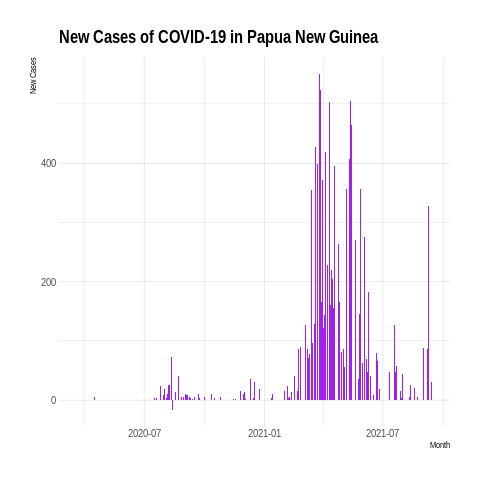 New Cases of COVID-19 in Papua New Guinea
New Cases
400
200
0
2020-07
2021-01
2021-07
Month